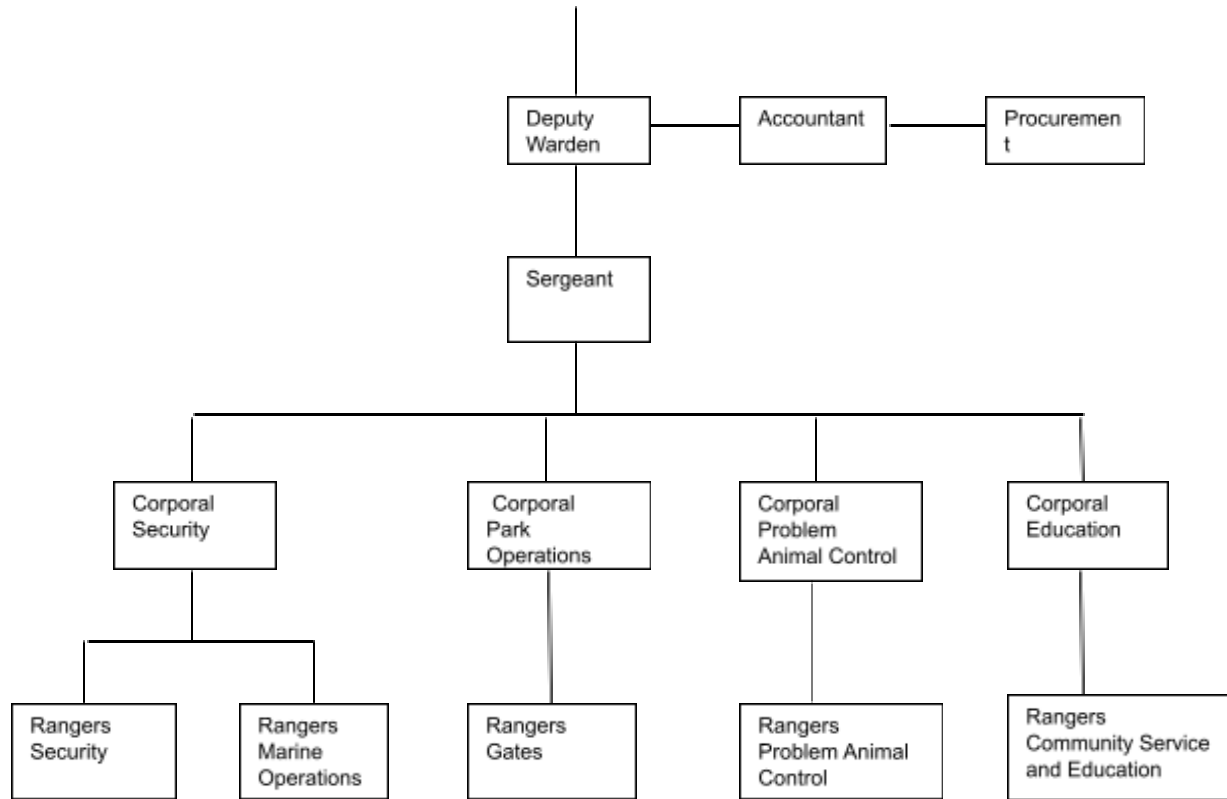 Deputy
Warden
Accountant
Procuremen
t
Sergeant
Corporal
Security
Corporal
Park
Operations
Corporal
Problem
Animal Control
Corporal
Education
Rangers
Security
Rangers
Marine
Operations
Rangers
Gates
Rangers
Problem Animal
Control
Rangers
Community Service
and Education